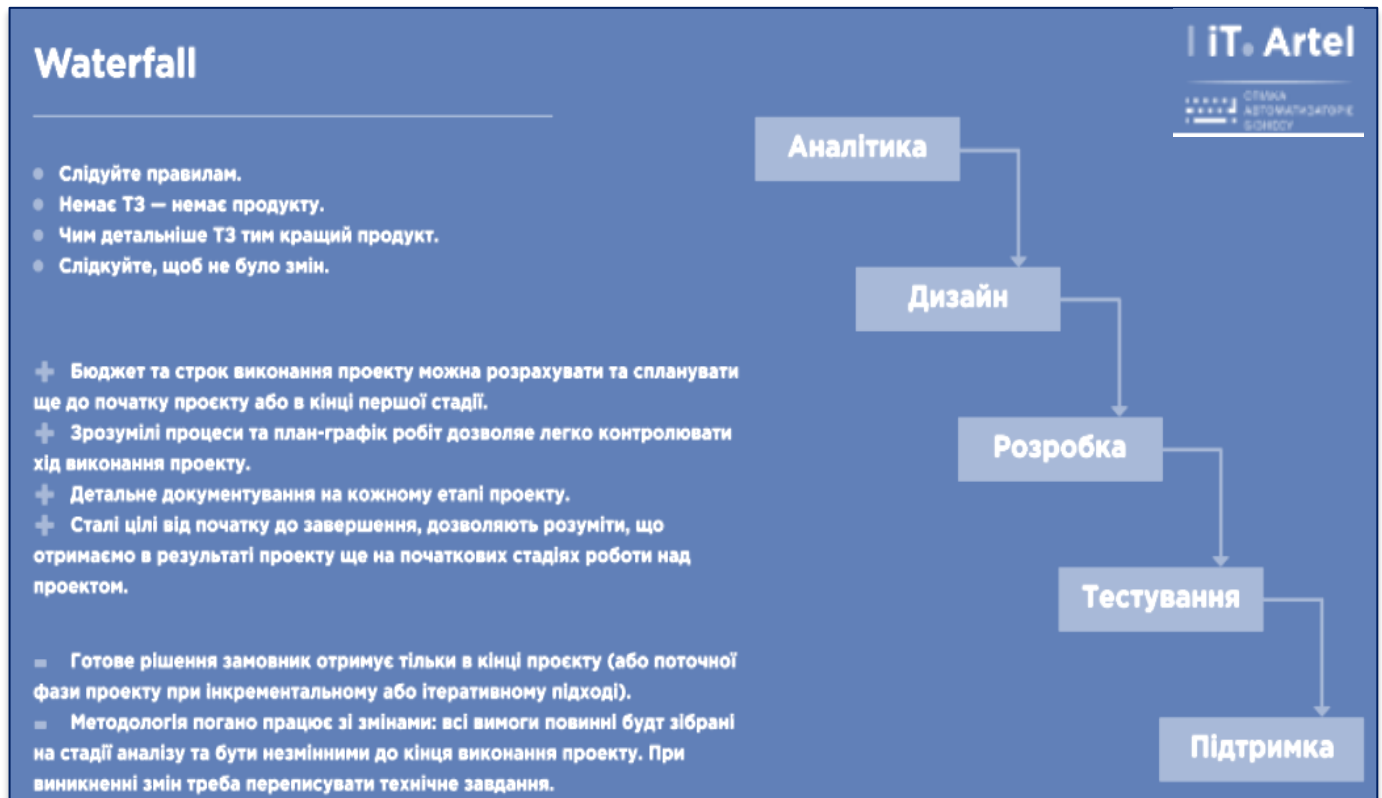 Waterfall
iT. Artel
СПІЛКА
АВТОМАТИЗАТОРІВ
БІЗНЕСУ
Слідуйте правилам.
Немає ТЗ — немає продукту.
Чим детальніше ТЗ тим кращий продукт.
Слідкуйте, щоб не було змін.
Бюджет та строк виконання проекту можна розрахувати та спланувати
ще до початку проєкту або в кінці першої стадії.
Зрозумілі процеси та план-графік робіт дозволяе легко контролювати
хід виконання проекту.
Детальне документування на кожному етапі проекту.
Сталі цілі від початку до завершення, дозволяють розуміти, що
отримаємо в результаті проекту ще на початкових стадіях роботи над
проектом.
Готове рішення замовник отримує тільки в кінці проєкту (або поточної
фази проекту при інкрементальному або ітеративному підході).
Методологія погано працює зі змінами: всі вимоги повинні будт зібрані
на стадії аналізу та бути незмінними до кінця виконання проекту. При
виникненні змін треба переписувати технічне завдання.
Аналітика
Дизайн
Розробка
Тестування
Підтримка